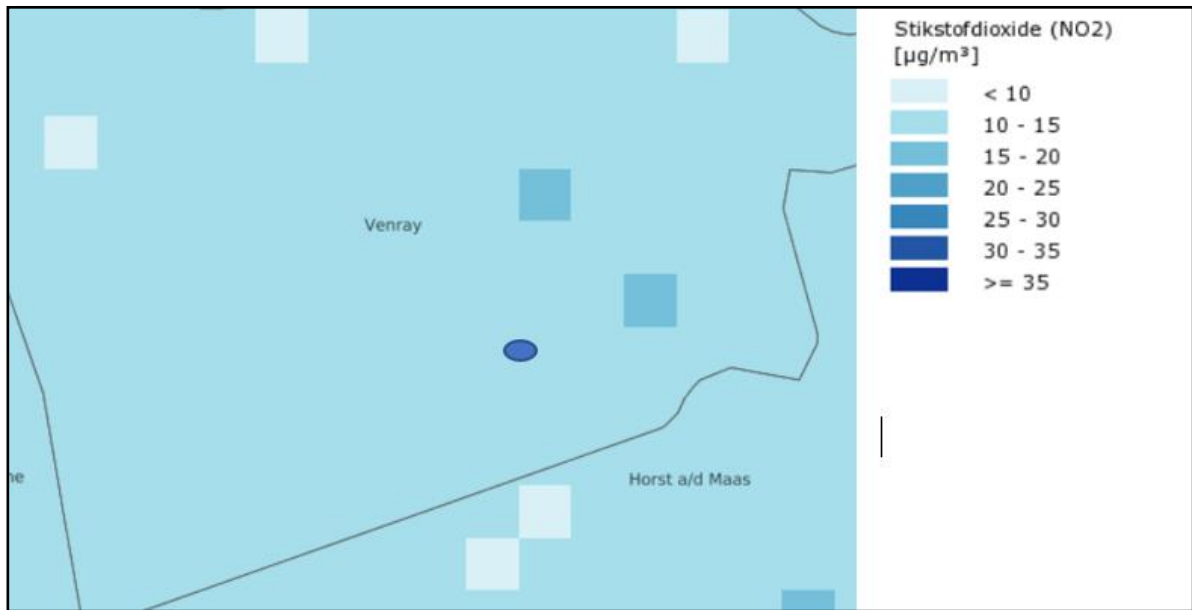 Stikstofdioxide (NO2)
[µg/m³]
< 10
10 - 15
15 - 20
20 - 25
25 - 30
30 - 35
>= 35
Venray
Horst a/d Maas
ne